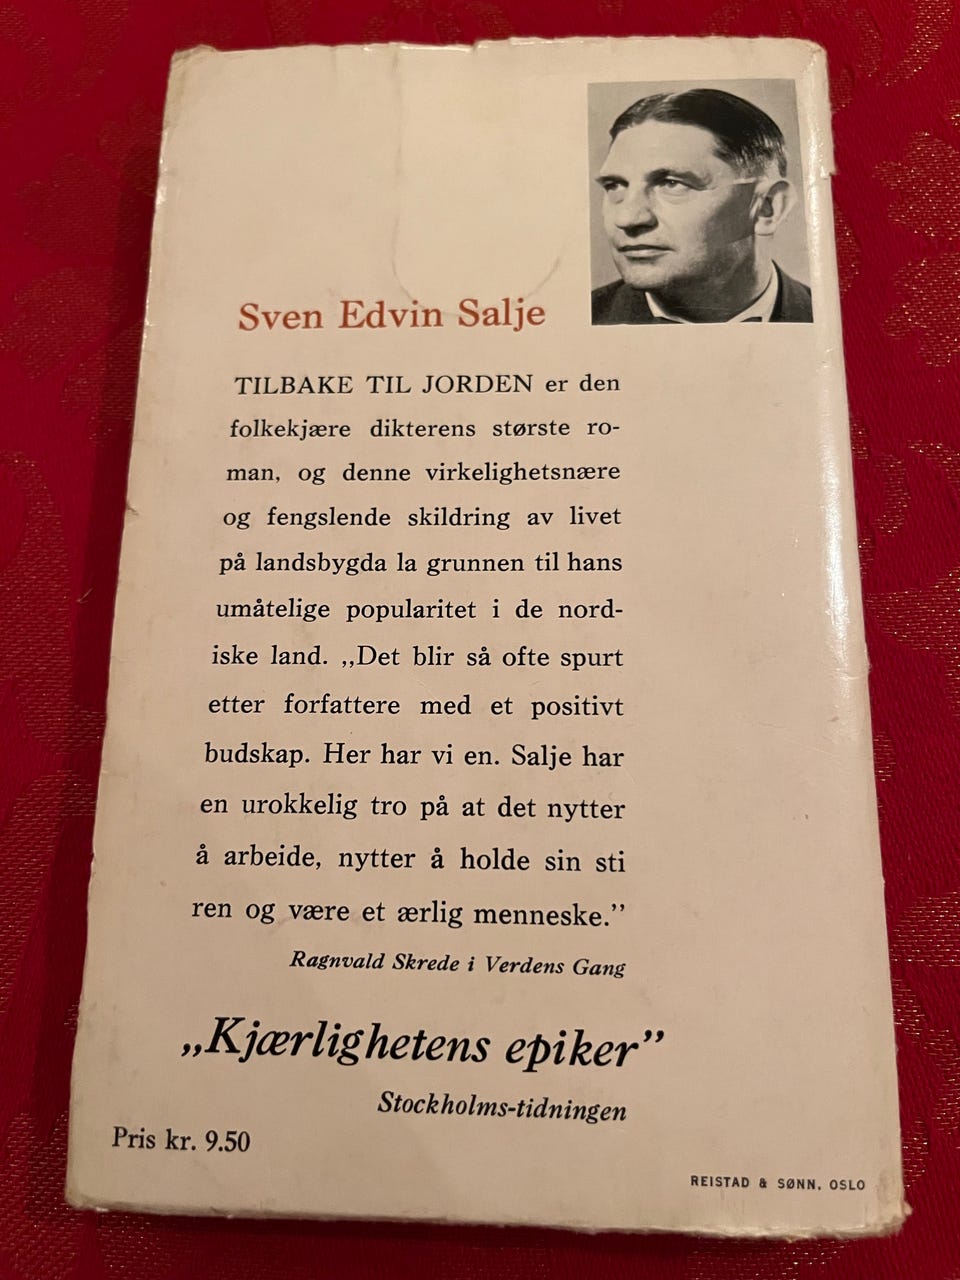 Sven Edvin Salje
TILBAKE TIL JORDEN er den
folkekjære dikterens største ro-
man, og denne virkelighetsnære
og fengslende skildring av livet
på landsbygda la grunnen til hans
umåtelige popularitet i de nord-
iske land. „Det blir så ofte spurt
etter forfattere med et positivt
budskap. Her har vi en. Salje har
en urokkelig tro på at det nytter
å arbeide, nytter å holde sin sti
ren og være et ærlig menneske.”
Ragnvald Skrede i Verdens Gang
„Kjærlighetens epiker”
Stockholms-tidningen
Pris kr. 9.50
REISTAD & SØNN. OSLO